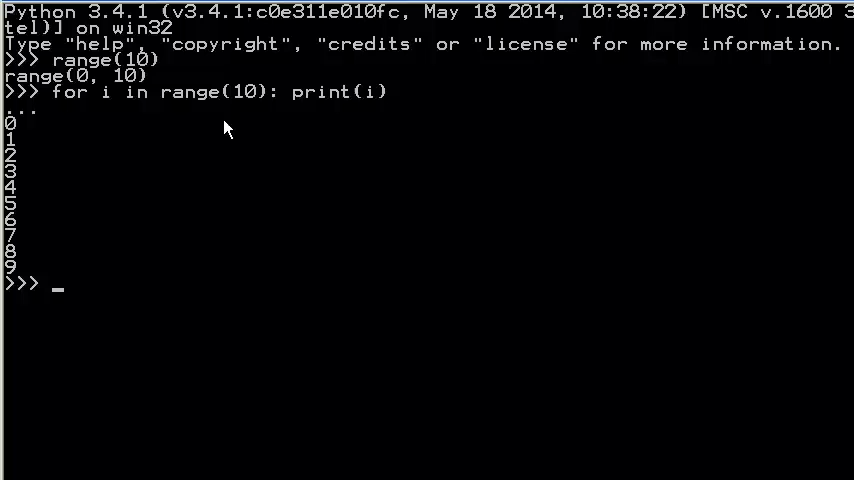 Python 3.4.1 (v3.4.1:c0e311e010fc, May 18 2014, 10:38:22) [MSC v.1600 3
tel)] on win32
Type "help", "copyright", "credits" or "license" for more information.
>>> range(10)
range(0, 10)
>>> for i in range(10): print(i)
...
0
1
2
3
4
5
6
7
8
9
>>> _